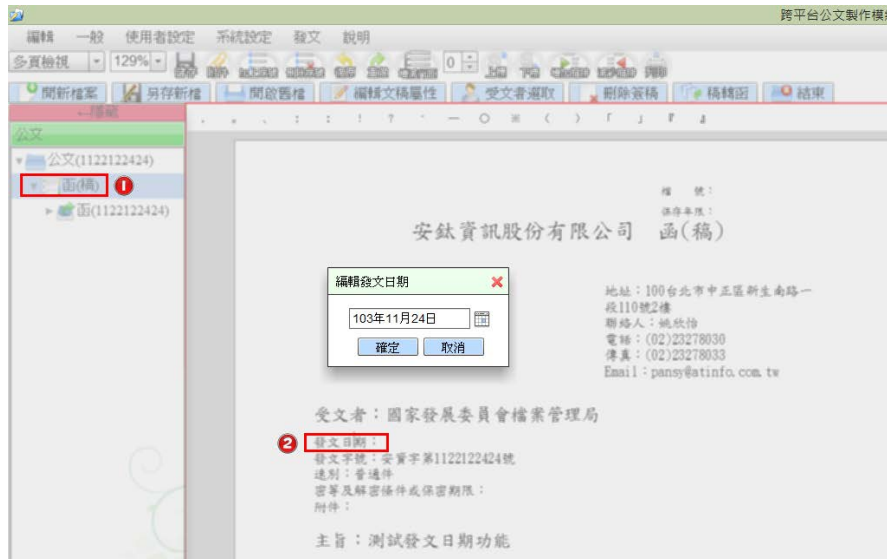 跨平台公文製作模組
編輯 一般 使用者設定 系統設定 發文 說明
多頁檢視 129% 0
開新檔案 另存新檔 開啟舊檔 編輯文稿屬性 受文者選取 刪除簽稿 稿轉函 結束
←隱藏
. 。 、 ： ； ! ? · — ○ ※ ( ) 「 」 『 』
公文
公文(1122122424)
函(稿) 1
函(1122122424)
檔 號：
保存年限：
安鈦資訊股份有限公司 函(稿)
編輯發文日期
103年11月24日
確定 取消
地址：100台北市中正區新生南路一
段110號2樓
聯絡人：姚欣怡
電話：(02)23278030
傳真：(02)23278033
Email：pansy@atinfo.com.tw
受文者：國家發展委員會檔案管理局
2 發文日期：
發文字號：安資字第1122122424號
速別：普通件
密等及解密條件或保密期限：
附件：
主旨：測試發文日期功能